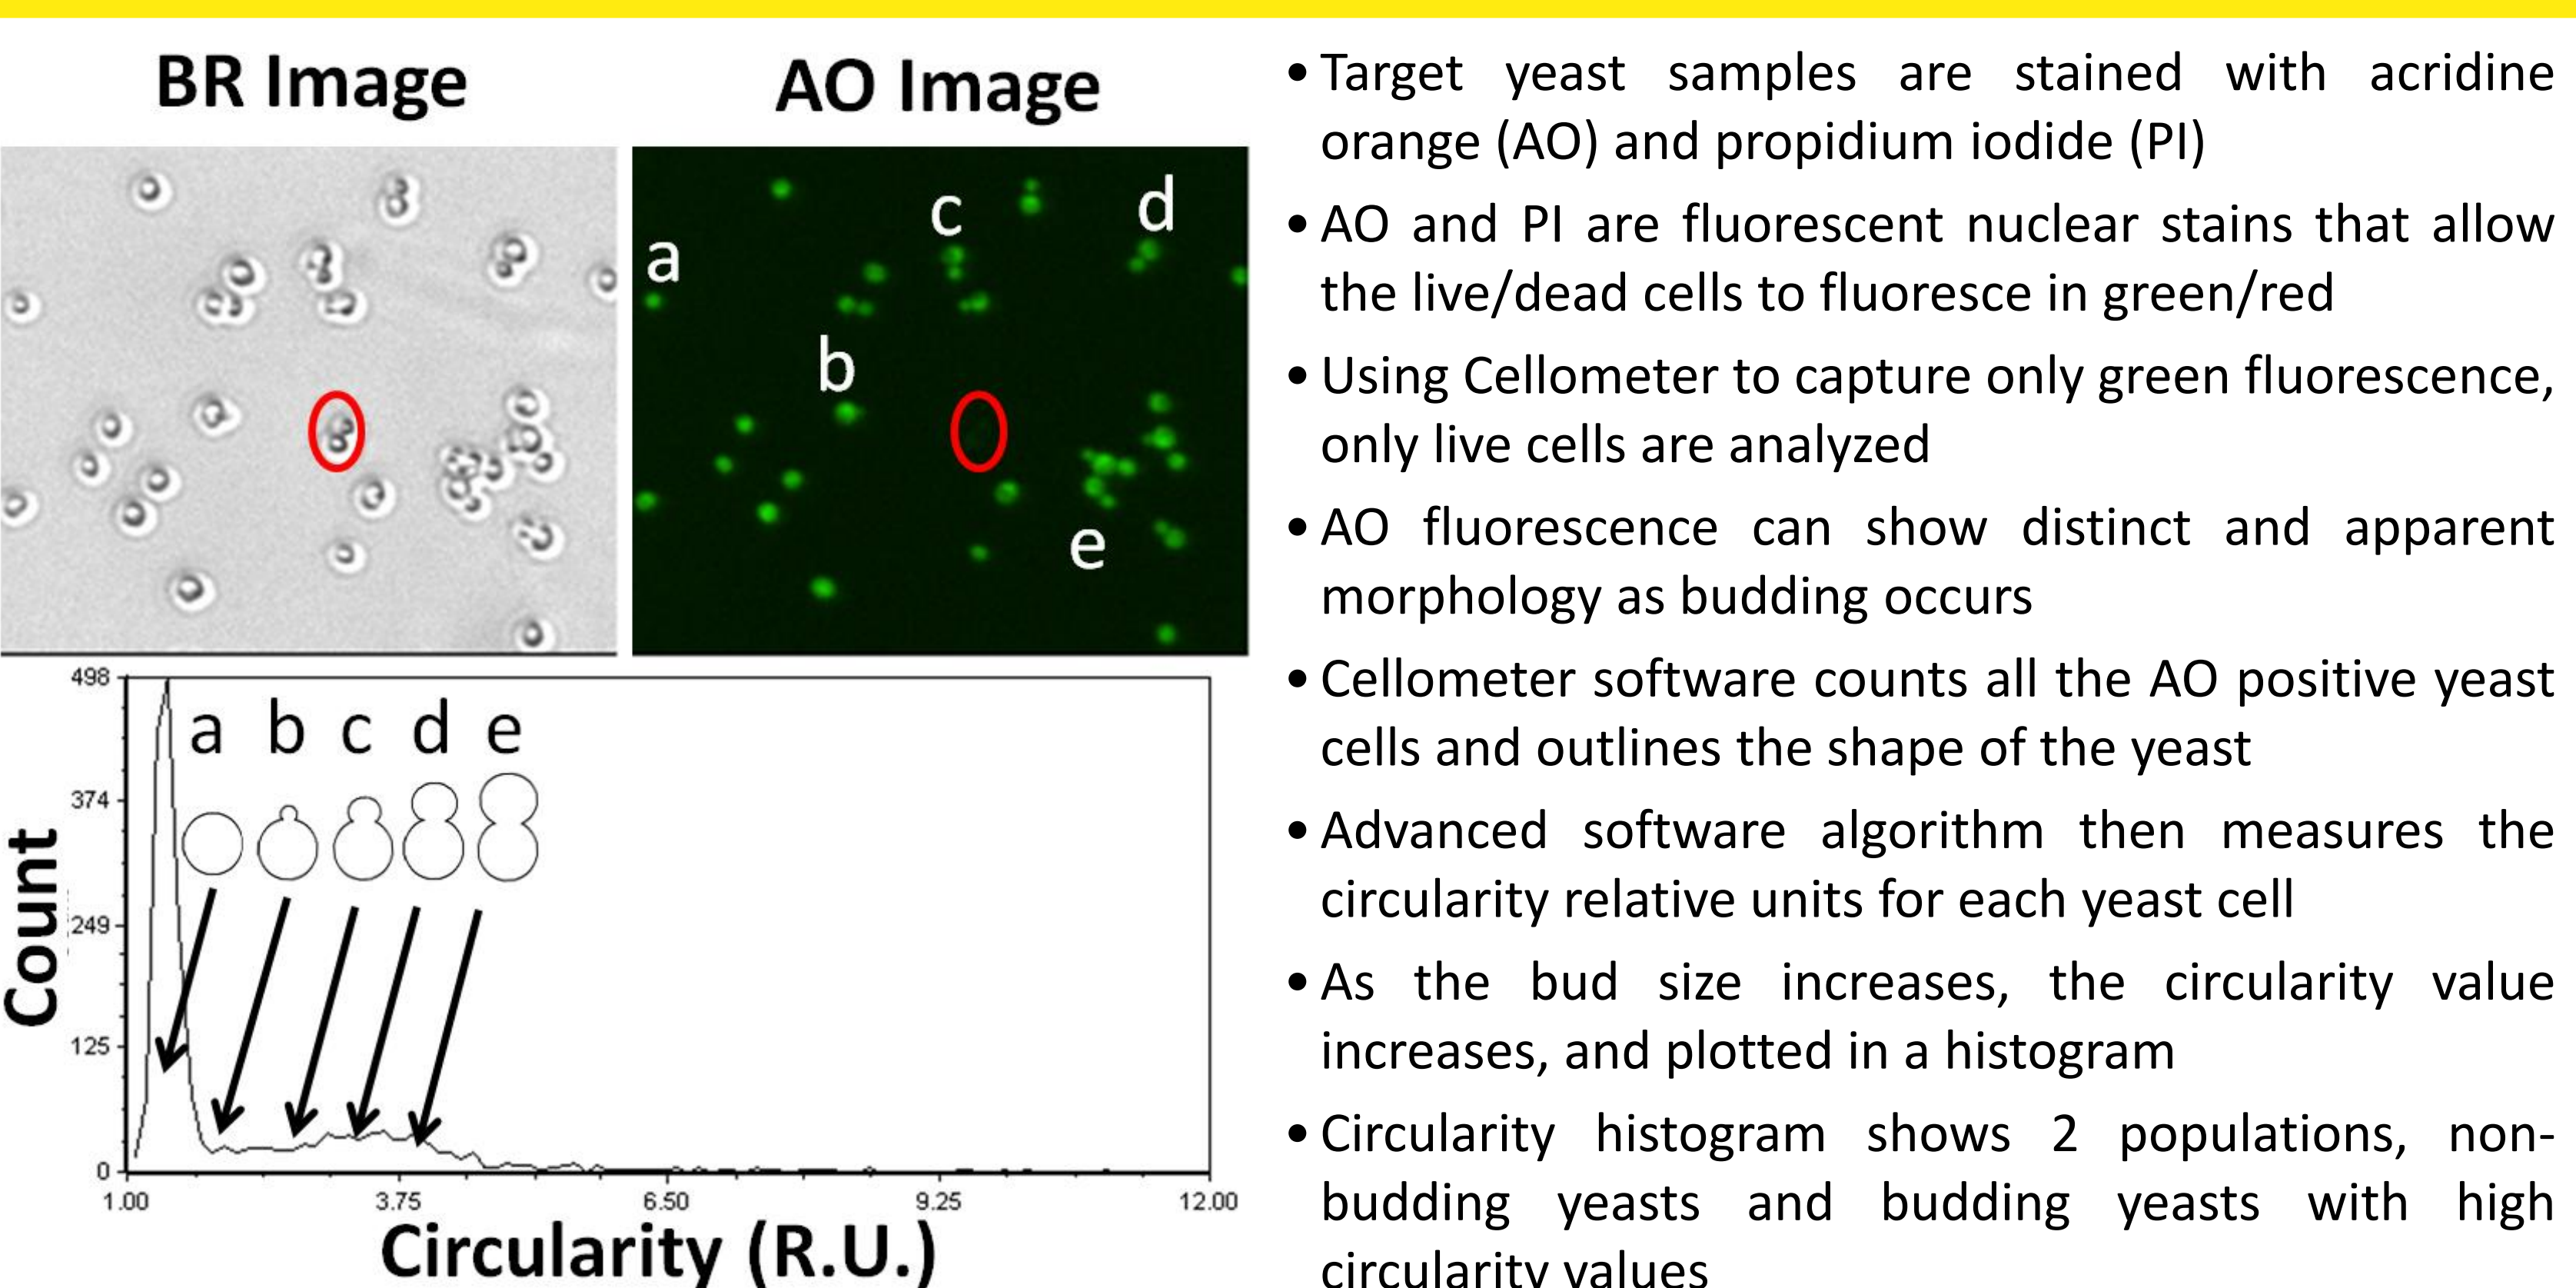 BR Image
AO Image
a
b
c
d
e
498
374
249
125
0
Count
a b c d e
1.00 3.75 6.50 9.25 12.00
Circularity (R.U.)
• Target yeast samples are stained with acridine
orange (AO) and propidium iodide (PI)
• AO and PI are fluorescent nuclear stains that allow
the live/dead cells to fluoresce in green/red
• Using Cellometer to capture only green fluorescence,
only live cells are analyzed
• AO fluorescence can show distinct and apparent
morphology as budding occurs
• Cellometer software counts all the AO positive yeast
cells and outlines the shape of the yeast
• Advanced software algorithm then measures the
circularity relative units for each yeast cell
• As the bud size increases, the circularity value
increases, and plotted in a histogram
• Circularity histogram shows 2 populations, non-
budding yeasts and budding yeasts with high
circularity values